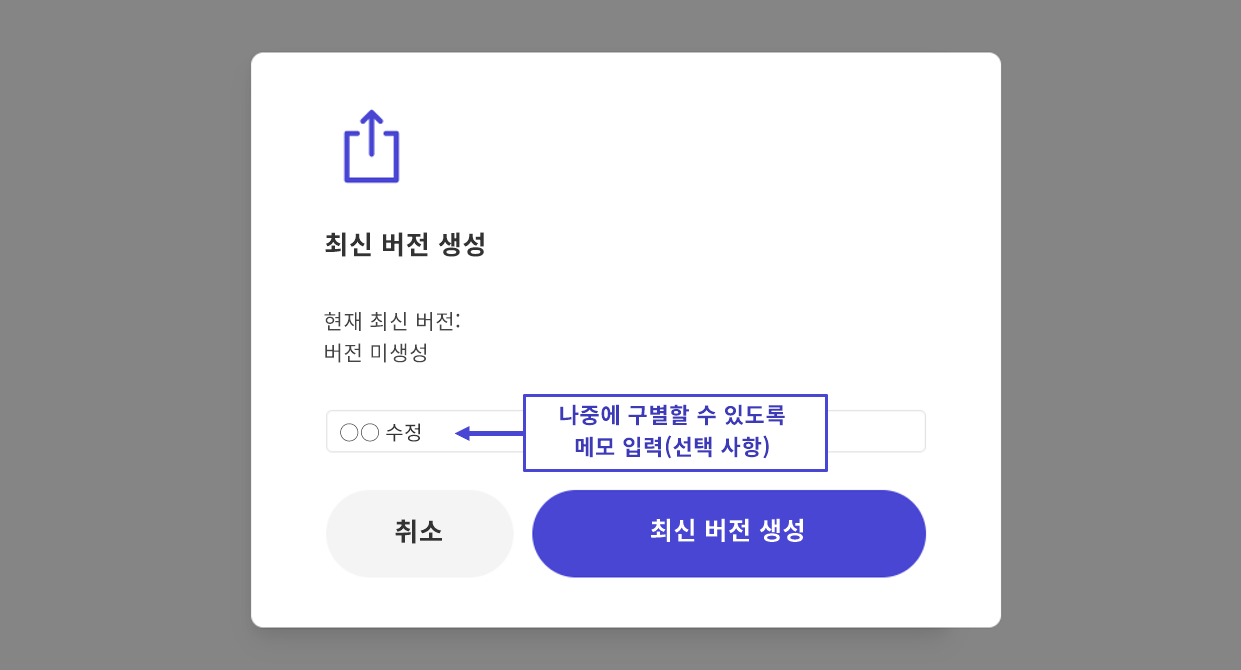 최신 버전 생성
현재 최신 버전:
버전 미생성
○○ 수정
나중에 구별할 수 있도록
메모 입력(선택 사항)
취소
최신 버전 생성